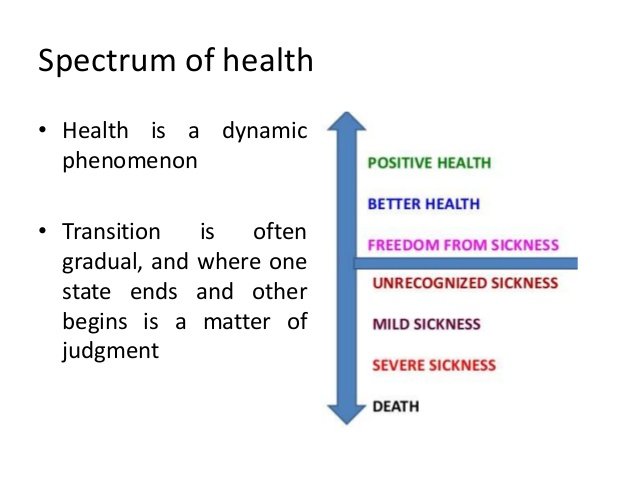 Spectrum of health
• Health is a dynamic
phenomenon
• Transition is often
gradual, and where one
state ends and other
begins is a matter of
judgment
POSITIVE HEALTH
BETTER HEALTH
FREEDOM FROM SICKNESS
UNRECOGNIZED SICKNESS
MILD SICKNESS
SEVERE SICKNESS
DEATH